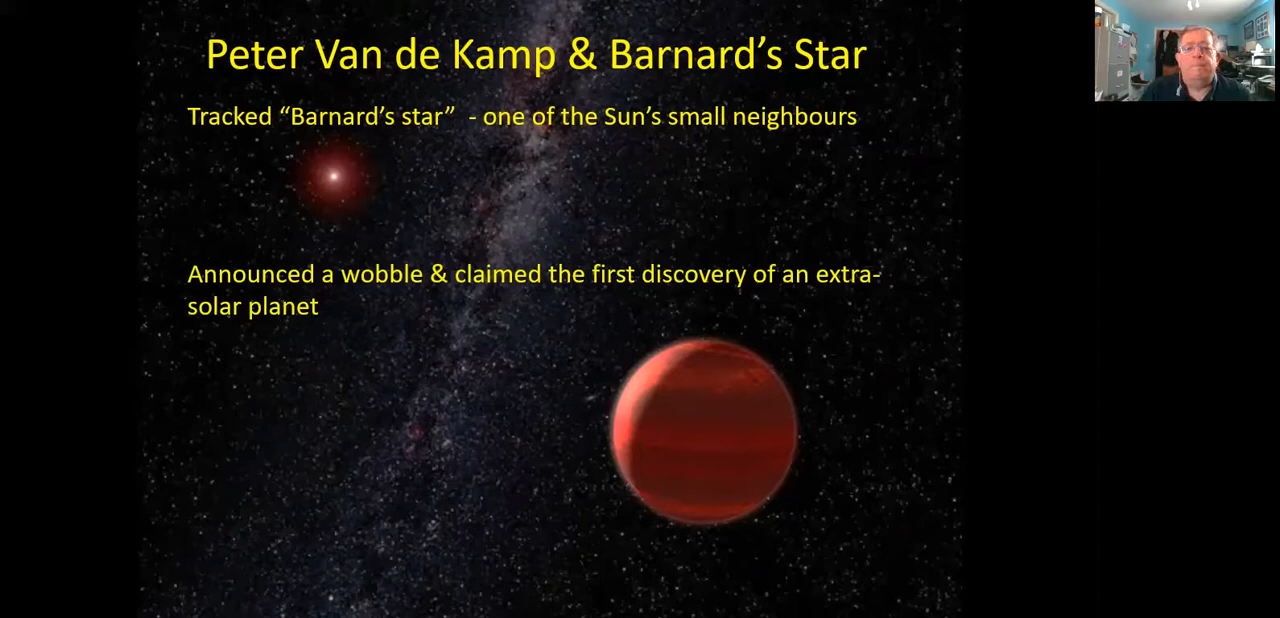 Peter Van de Kamp & Barnard’s Star
Tracked “Barnard’s star”  - one of the Sun’s small neighbours
Announced a wobble & claimed the first discovery of an extra-
solar planet